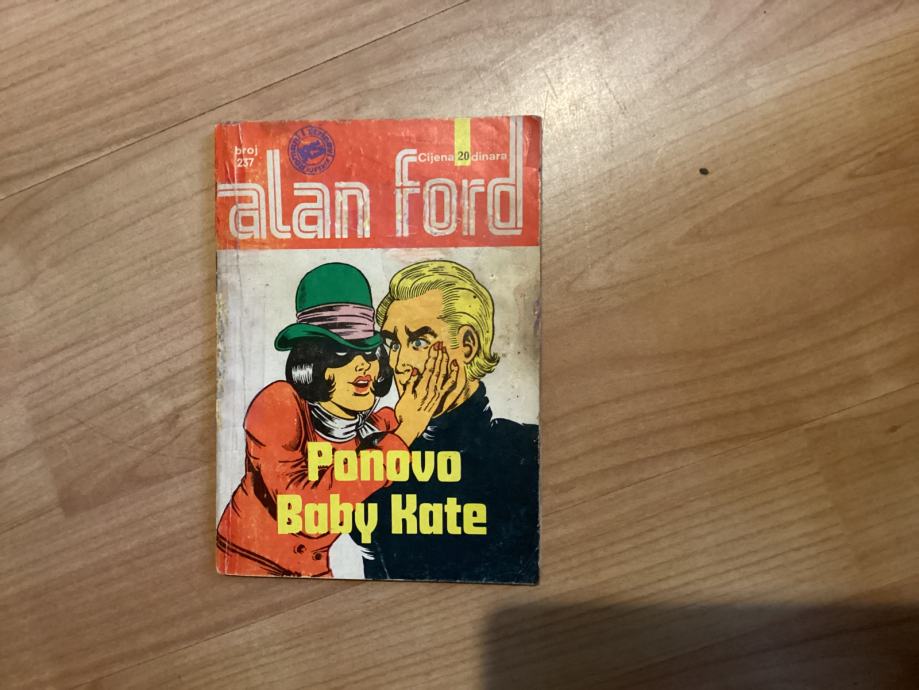 broj
237
Cijena 20 dinara
alan ford
Ponovo
Baby Kate